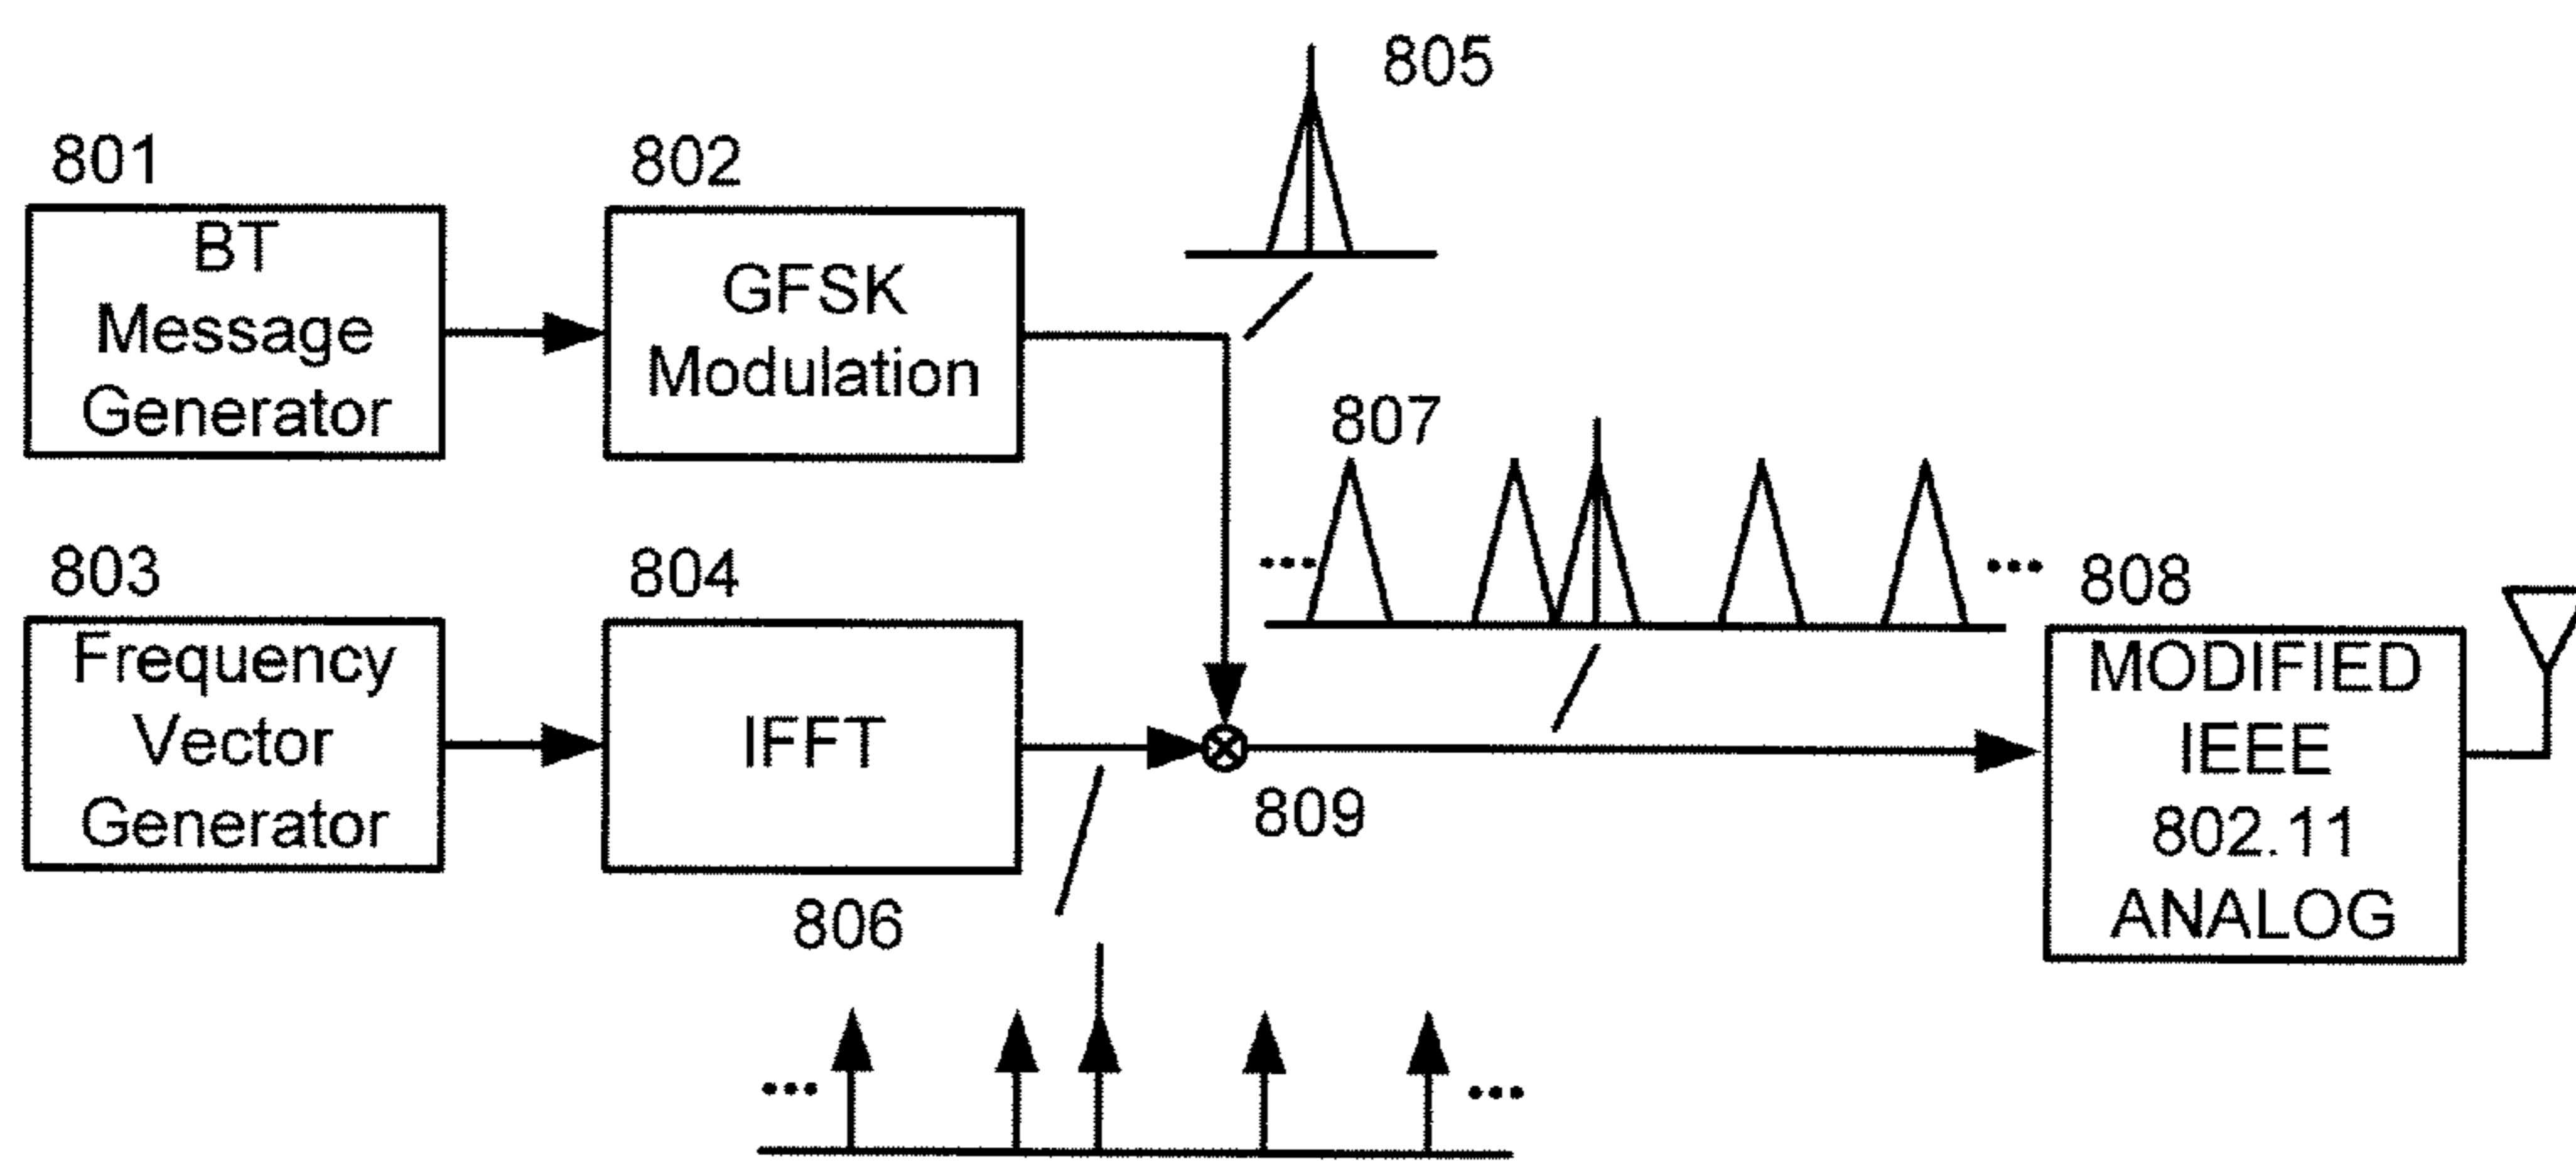 805
801
BT
Message
Generator
802
GFSK
Modulation
807
803
Frequency
Vector
Generator
804
IFFT
809
808
MODIFIED
IEEE
802.11
ANALOG
806
...
...
...
...